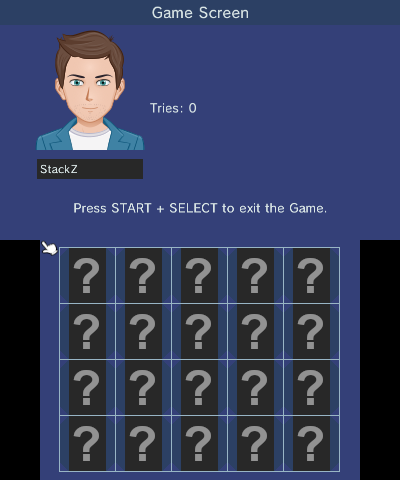 Game Screen
Tries: 0
StackZ
Press START + SELECT to exit the Game.
? ? ? ? ?
? ? ? ? ?
? ? ? ? ?
? ? ? ? ?